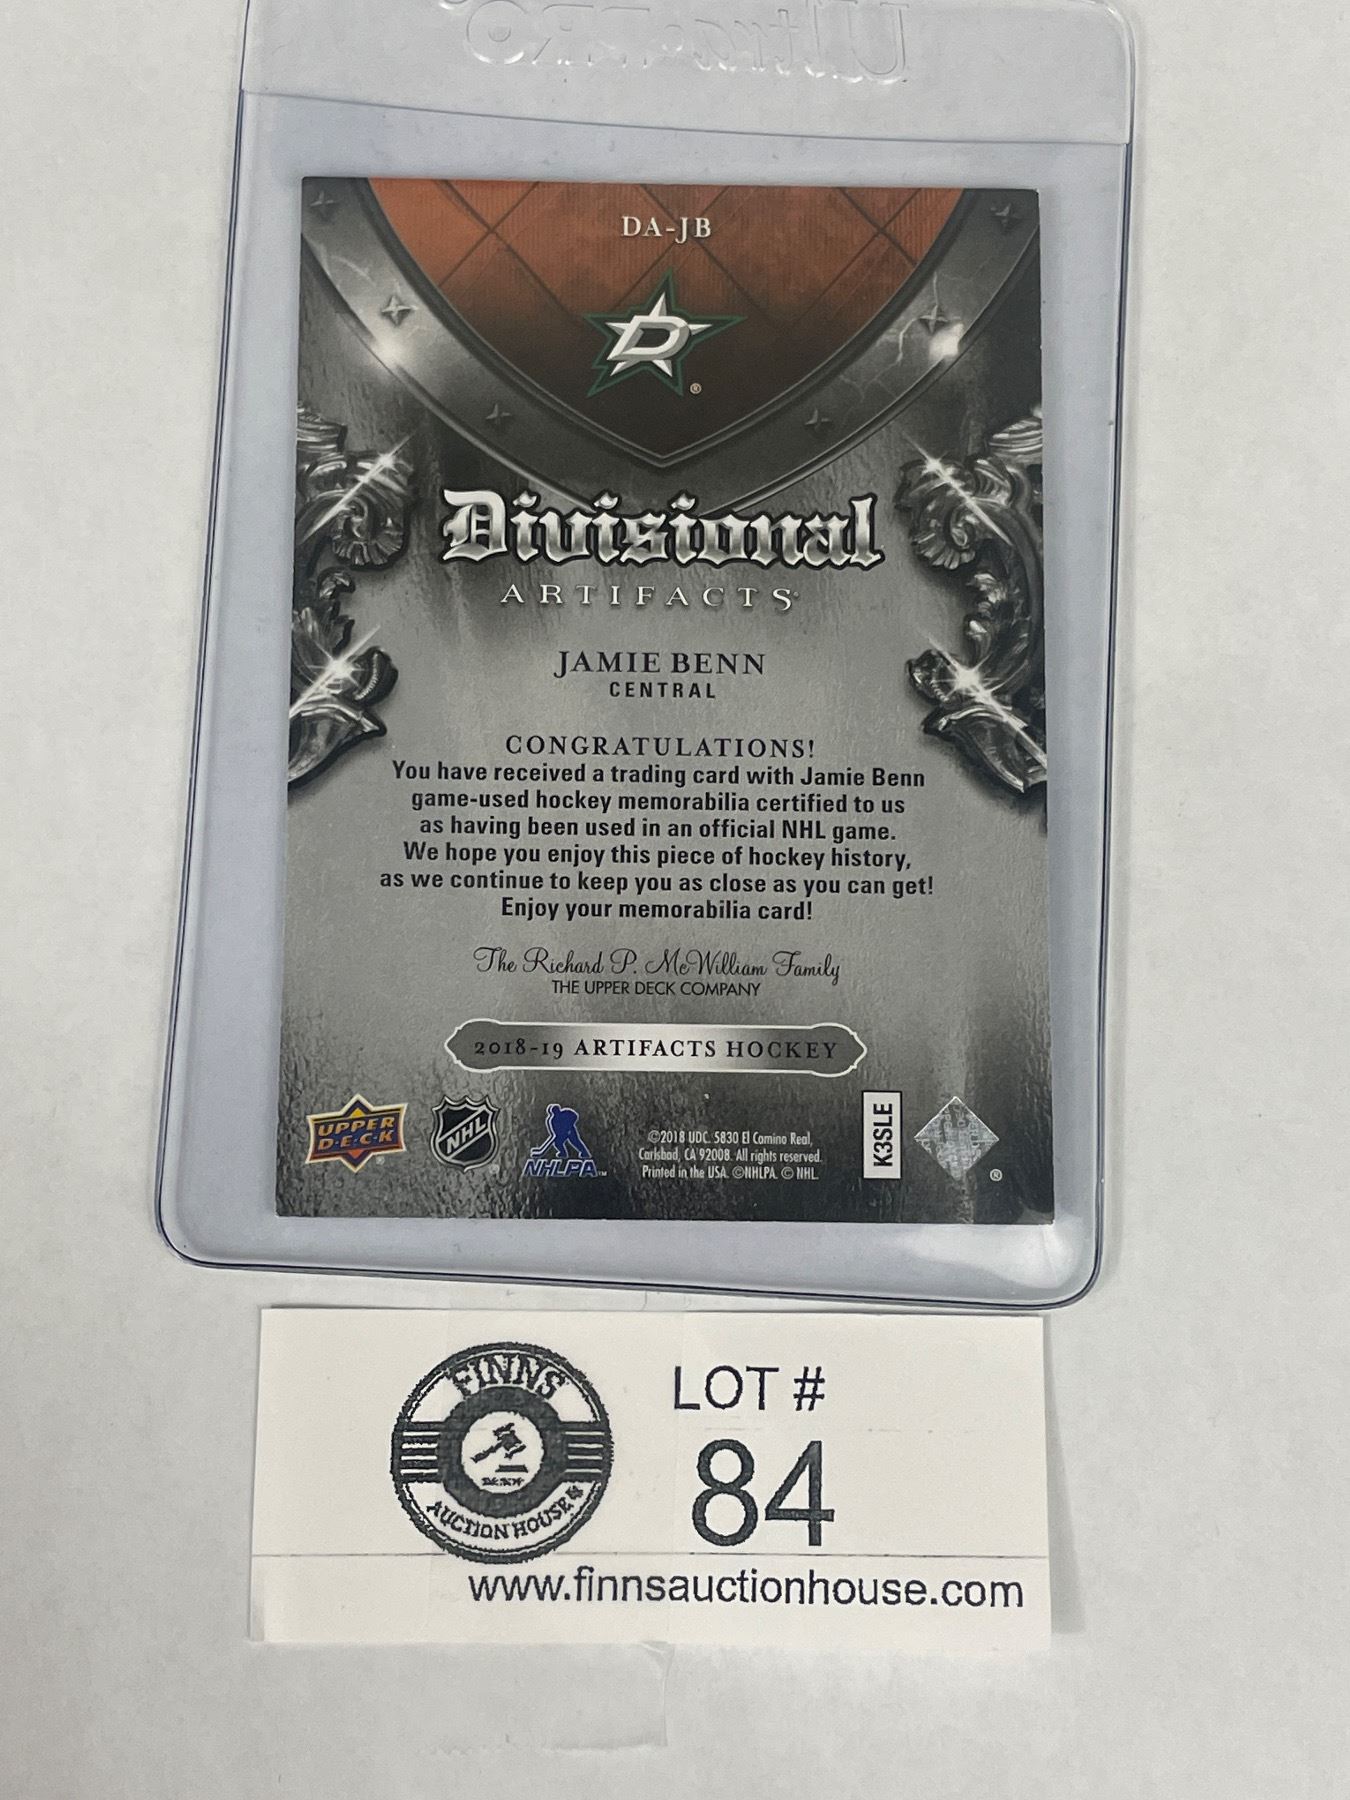 Ultra PRO
DA-JB
D
®
Divisional
ARTIFACTS
JAMIE BENN
CENTRAL
CONGRATULATIONS!
You have received a trading card with Jamie Benn
game-used hockey memorabilia certified to us
as having been used in an official NHL game.
We hope you enjoy this piece of hockey history,
as we continue to keep you as close as you can get!
Enjoy your memorabilia card!
The Richard P. McWilliam Family
THE UPPER DECK COMPANY
2018-19 ARTIFACTS HOCKEY
UPPER
D·E·C·K
NHL
NHLPA
©2018 UDC. 5830 El Camino Real,
Carlsbad, CA 92008. All rights reserved.
Printed in the USA. ©NHLPA. © NHL.
K3SLE
®
FINNS
AUCTION HOUSE
LOT #
84
www.finnsauctionhouse.com